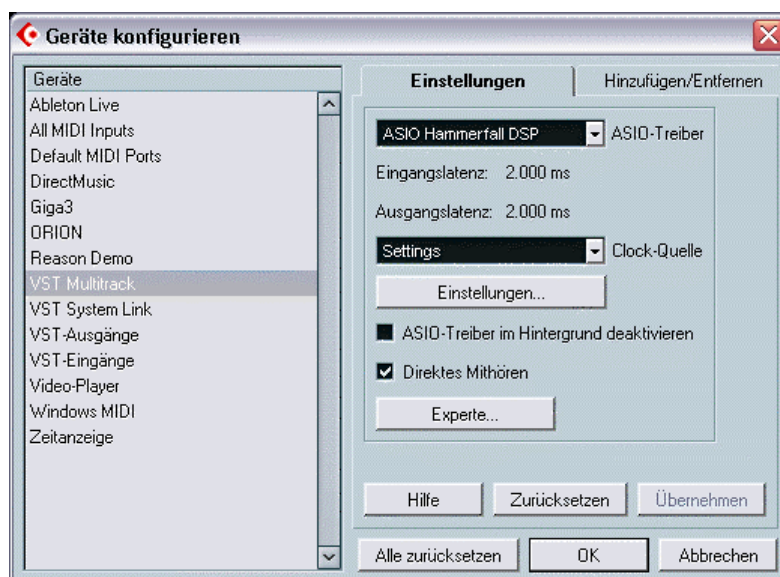 Geräte konfigurieren
Geräte
Ableton Live
All MIDI Inputs
Default MIDI Ports
DirectMusic
Giga3
ORION
Reason Demo
VST Multitrack
VST System Link
VST-Ausgänge
VST-Eingänge
Video-Player
Windows MIDI
Zeitanzeige
Einstellungen
Hinzufügen/Entfernen
ASIO Hammerfall DSP ASIO-Treiber
Eingangslatenz: 2.000 ms
Ausgangslatenz: 2.000 ms
Settings Clock-Quelle
Einstellungen...
ASIO-Treiber im Hintergrund deaktivieren
Direktes Mithören
Experte...
Hilfe Zurücksetzen Übernehmen
Alle zurücksetzen OK Abbrechen